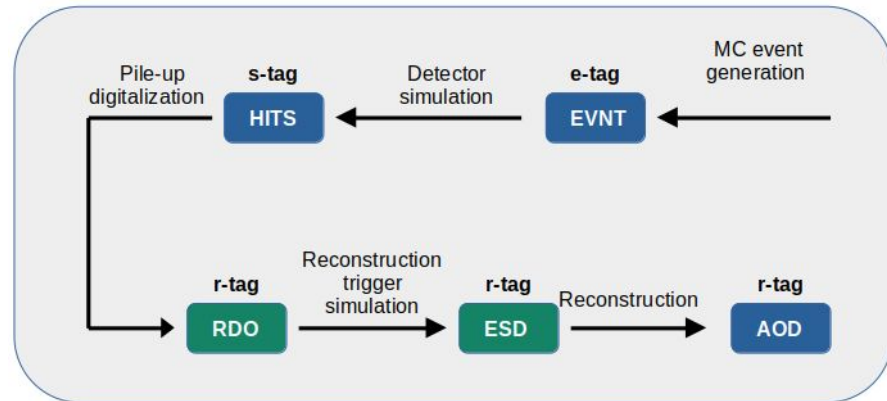 MC event
generation
e-tag
EVNT
Detector
simulation
s-tag
HITS
Pile-up
digitalization
r-tag
RDO
Reconstruction
trigger
simulation
r-tag
ESD
Reconstruction
r-tag
AOD